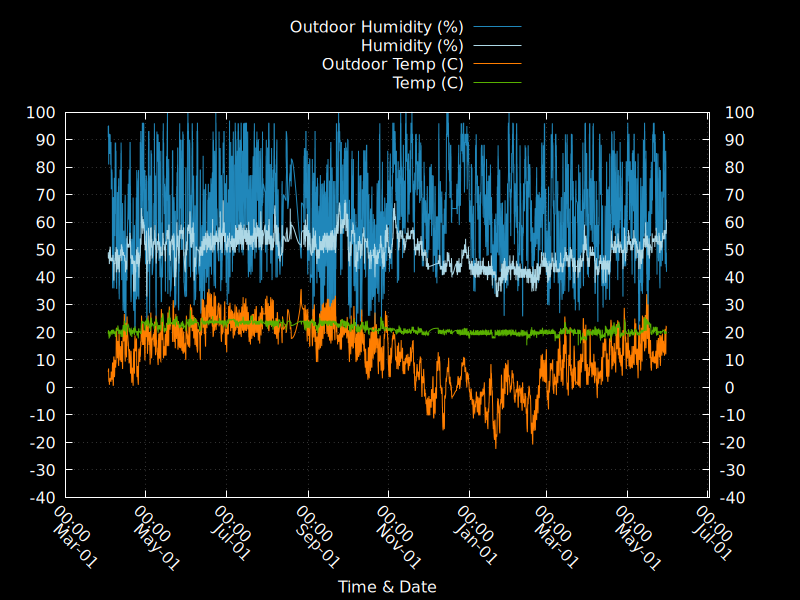 Outdoor Humidity (%)
Humidity (%)
Outdoor Temp (C)
Temp (C)
100 100
90 90
80 80
70 70
60 60
50 50
40 40
30 30
20 20
10 10
0 0
-10 -10
-20 -20
-30 -30
-40 -40
00:00 00:00 00:00 00:00 00:00 00:00 00:00 00:00 00:00
Mar-01 May-01 Jul-01 Sep-01 Nov-01 Jan-01 Mar-01 May-01 Jul-01
Time & Date